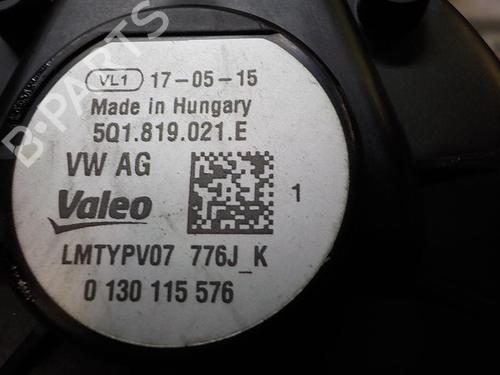 B-PARTS
VL1 17-05-15
Made in Hungary
5Q1.819.021.E
VW AG
Valeo
1
LMTYPV07 776J_K
0 130 115 576